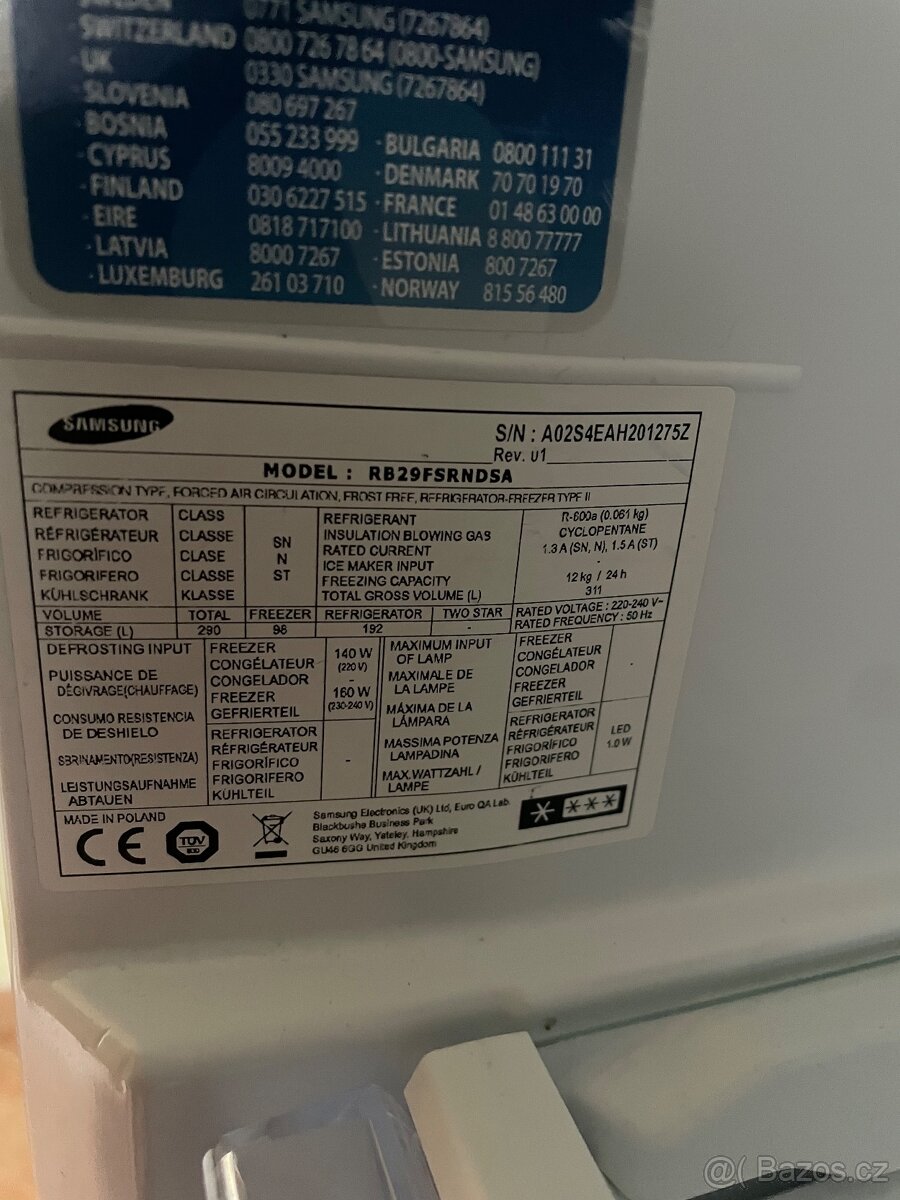 SWEDEN 0771 SAMSUNG (7267864)
· SWITZERLAND 0800 726 78 64 (0800-SAMSUNG)
· UK 0330 SAMSUNG (7267864)
· SLOVENIA 080 697 267
· BOSNIA 055 233 999 · BULGARIA 0800 111 31
· CYPRUS 8009 4000 · DENMARK 70 70 19 70
· FINLAND 030 6227 515 · FRANCE 01 48 63 00 00
· EIRE 0818 717100 · LITHUANIA 8 800 77777
· LATVIA 8000 7267 · ESTONIA 800 7267
· LUXEMBURG 261 03 710 · NORWAY 815 56 480
SAMSUNG
S/N : A02S4EAH201275Z
Rev. u1
MODEL : RB29FSRNDSA
COMPRESSION TYPE, FORCED AIR CIRCULATION, FROST FREE, REFRIGERATOR-FREEZER TYPE II
REFRIGERATOR CLASS
RÉFRIGÉRATEUR CLASSE
FRIGORÍFICO CLASE
FRIGORIFERO CLASSE
KÜHLSCHRANK KLASSE
SN
N
ST
REFRIGERANT R-600a (0.061 kg)
INSULATION BLOWING GAS CYCLOPENTANE
RATED CURRENT 1.3 A (SN, N), 1.5 A (ST)
ICE MAKER INPUT -
FREEZING CAPACITY 12 kg / 24 h
TOTAL GROSS VOLUME (L) 311
VOLUME TOTAL FREEZER REFRIGERATOR TWO STAR
STORAGE (L) 290 98 192 -
RATED VOLTAGE : 220-240 V~
RATED FREQUENCY : 50 Hz
DEFROSTING INPUT
PUISSANCE DE
DÉGIVRAGE(CHAUFFAGE)
CONSUMO RESISTENCIA
DE DESHIELO
SBRINAMENTO(RESISTENZA)
LEISTUNGSAUFNAHME
ABTAUEN
FREEZER
CONGÉLATEUR
CONGELADOR
FREEZER
GEFRIERTEIL
140 W
(220 V)
-
160 W
(230-240 V)
REFRIGERATOR
RÉFRIGÉRATEUR
FRIGORÍFICO
FRIGORIFERO
KÜHLTEIL
-
MAXIMUM INPUT
OF LAMP
MAXIMALE DE
LA LAMPE
MÁXIMA DE LA
LÁMPARA
MASSIMA POTENZA
LAMPADINA
MAX.WATTZAHL /
LAMPE
FREEZER
CONGÉLATEUR
CONGELADOR
FREEZER
GEFRIERTEIL
-
REFRIGERATOR
RÉFRIGÉRATEUR
FRIGORÍFICO
FRIGORIFERO
KÜHLTEIL
LED
1.0 W
MADE IN POLAND
CE
TÜV
Samsung Electronics (UK) Ltd, Euro QA Lab.
Blackbushe Business Park
Saxony Way, Yateley, Hampshire
GU46 6GG United Kingdom
@( Bazos.cz